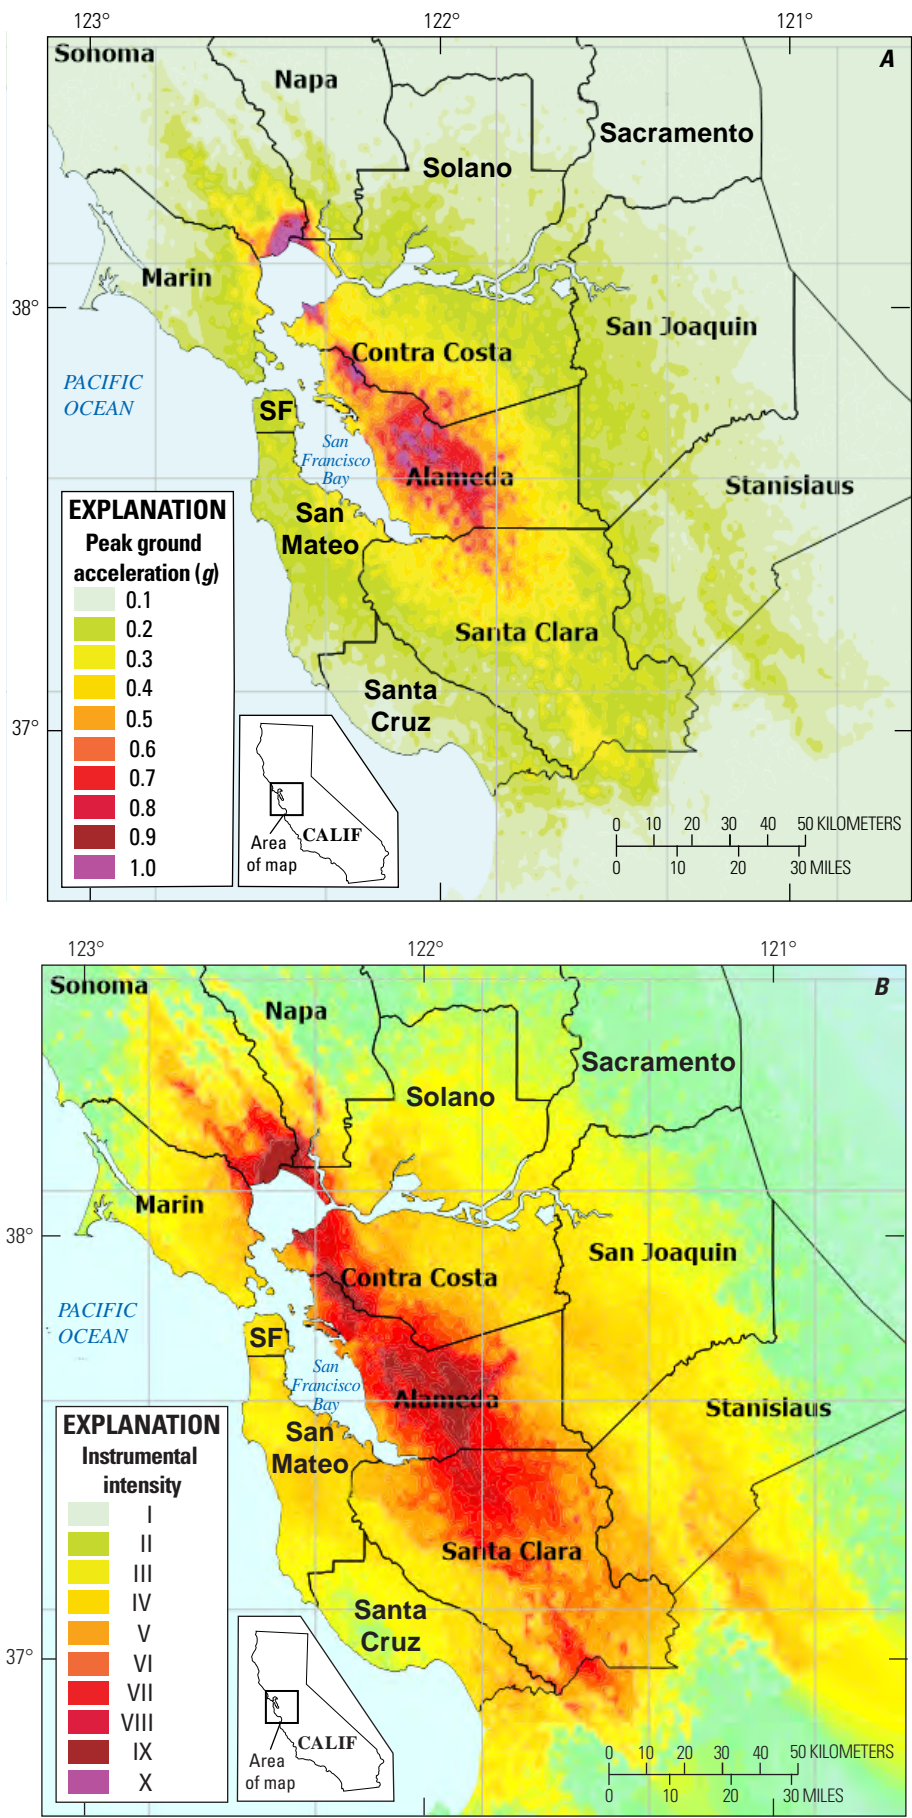 123°
122°
121°
A
Sonoma
Napa
Sacramento
Solano
Marin
38°
San Joaquin
Contra Costa
PACIFIC
OCEAN
SF
San
Francisco
Bay
Alameda
Stanislaus
San
Mateo
EXPLANATION
Peak ground
acceleration (g)
0.1
0.2
0.3
0.4
0.5
0.6
0.7
0.8
0.9
1.0
Santa Clara
Santa
Cruz
37°
CALIF
Area
of map
0 10 20 30 40 50 KILOMETERS
0 10 20 30 MILES
123°
122°
121°
B
Sonoma
Napa
Sacramento
Solano
Marin
38°
San Joaquin
Contra Costa
PACIFIC
OCEAN
SF
San
Francisco
Bay
Alameda
Stanislaus
San
Mateo
EXPLANATION
Instrumental
intensity
I
II
III
IV
V
VI
VII
VIII
IX
X
Santa Clara
Santa
Cruz
37°
CALIF
Area
of map
0 10 20 30 40 50 KILOMETERS
0 10 20 30 MILES